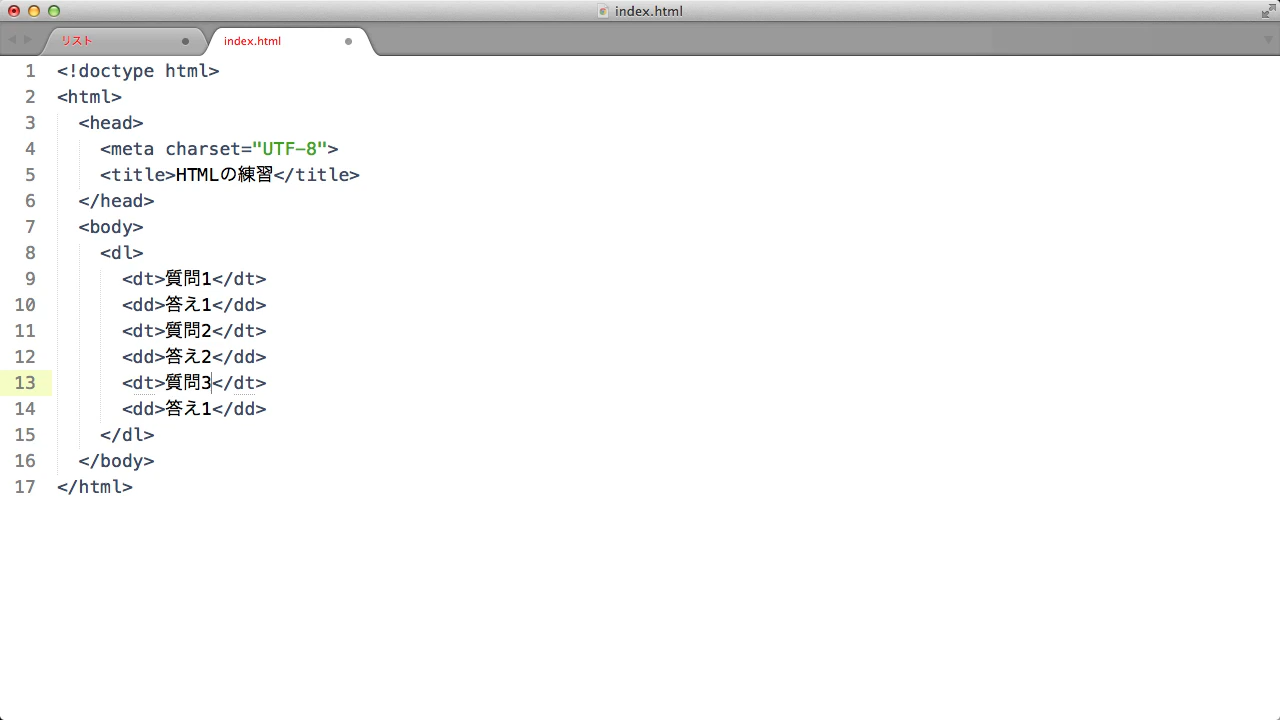 index.html
リスト
index.html
1 <!doctype html>
2 <html>
3 <head>
4 <meta charset="UTF-8">
5 <title>HTMLの練習</title>
6 </head>
7 <body>
8 <dl>
9 <dt>質問1</dt>
10 <dd>答え1</dd>
11 <dt>質問2</dt>
12 <dd>答え2</dd>
13 <dt>質問3</dt>
14 <dd>答え1</dd>
15 </dl>
16 </body>
17 </html>